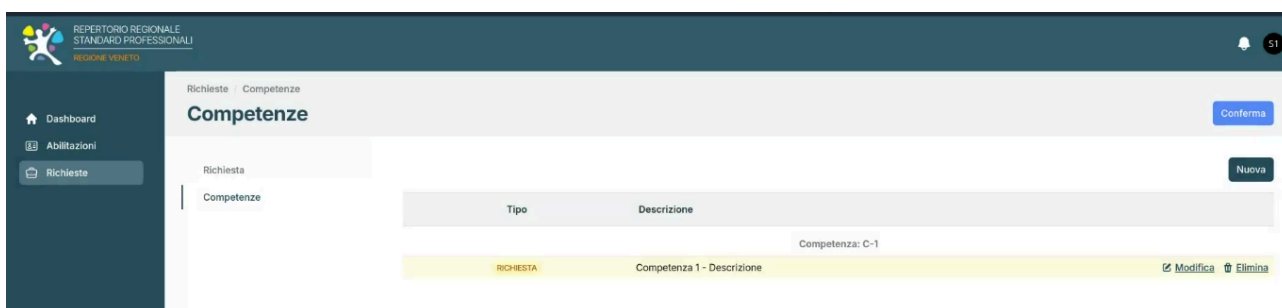 REPERTORIO REGIONALE
STANDARD PROFESSIONALI
REGIONE VENETO
S1
Richieste / Competenze
Competenze
Conferma
Dashboard
Abilitazioni
Richieste
Richiesta
Competenze
Nuova
Tipo Descrizione
Competenza: C-1
RICHIESTA Competenza 1 - Descrizione Modifica Elimina